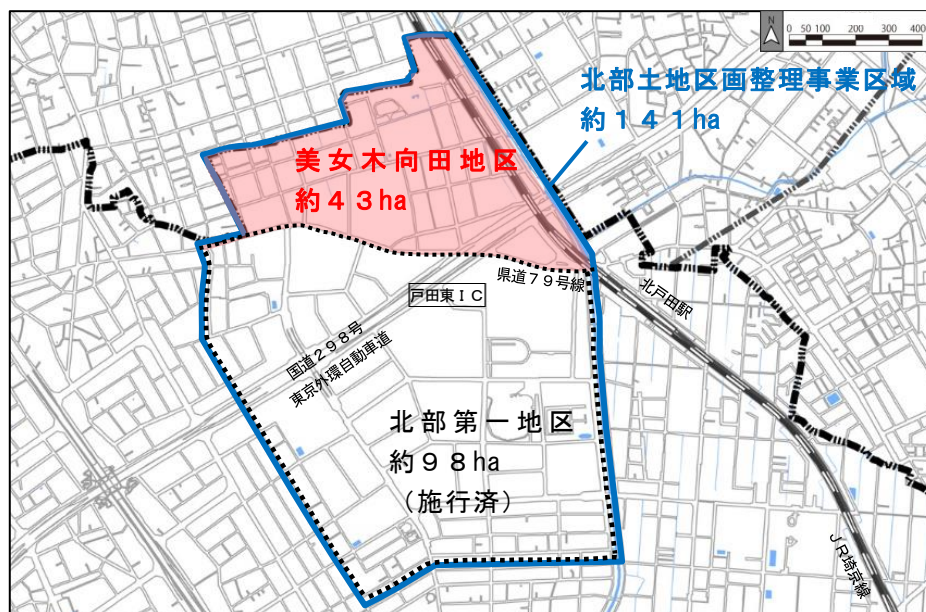 N
0 50 100 200 300 400
北部土地区画整理事業区域
約141ha
美女木向田地区
約43ha
県道79号線
戸田東IC
北戸田駅
国道298号
東京外環自動車道
北部第一地区
約98ha
(施行済)
JR埼京線